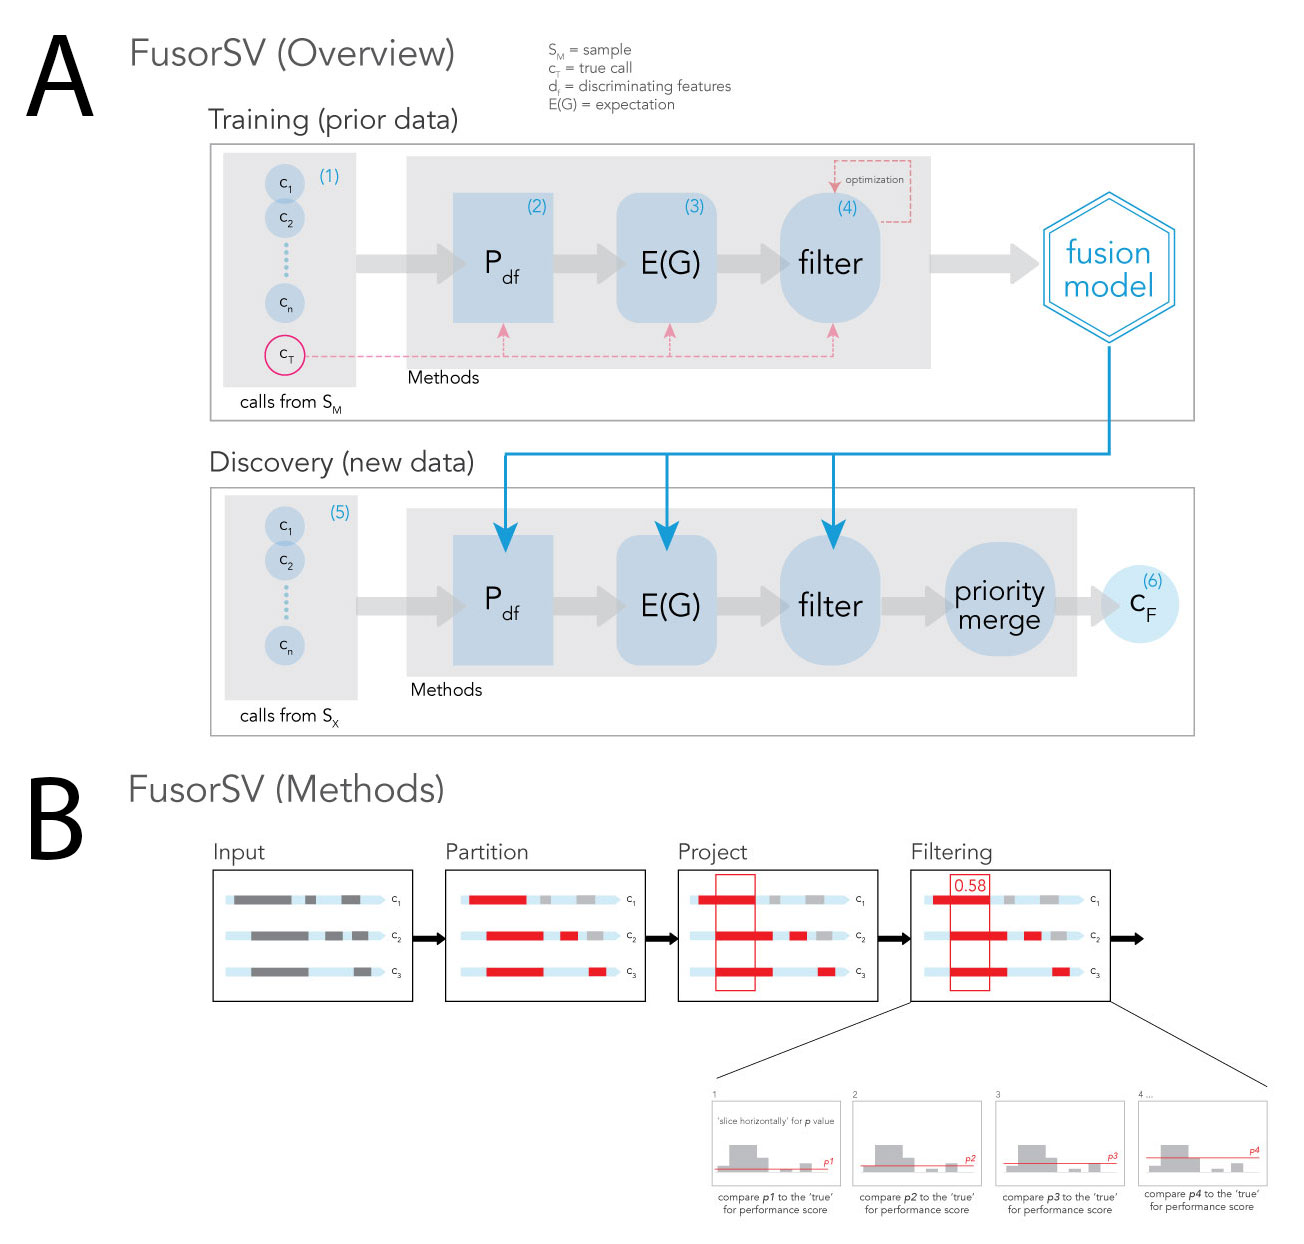 A
FusorSV (Overview)
S_M = sample
c_T = true call
d_f = discriminating features
E(G) = expectation
Training (prior data)
c_1
(1)
c_2
c_n
c_T
calls from S_M
(2)
P_df
(3)
E(G)
optimization
(4)
filter
Methods
fusion
model
Discovery (new data)
c_1
(5)
c_2
c_n
calls from S_X
P_df
E(G)
filter
priority
merge
(6)
c_F
Methods
B
FusorSV (Methods)
Input
c_1
c_2
c_3
Partition
c_1
c_2
c_3
Project
c_1
c_2
c_3
Filtering
0.58
c_1
c_2
c_3
1
'slice horizontally' for p value
p1
compare p1 to the 'true'
for performance score
2
p2
compare p2 to the 'true'
for performance score
3
p3
compare p3 to the 'true'
for performance score
4 ...
p4
compare p4 to the 'true'
for performance score